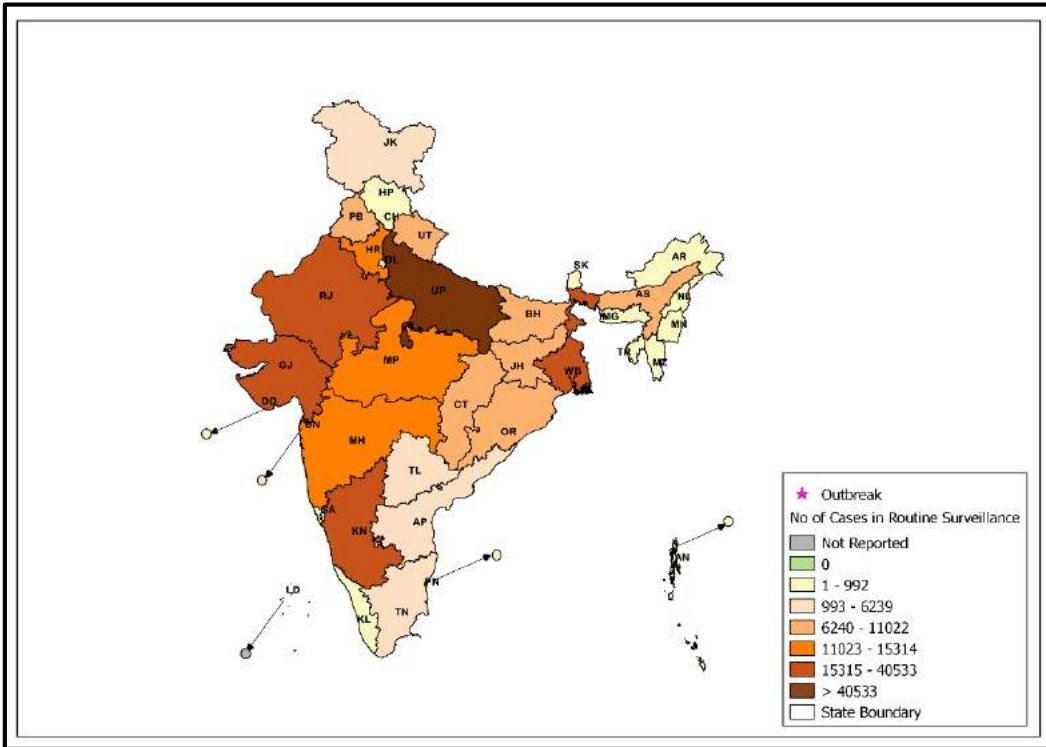 JK
HP
PB
CH
UT
HR
DL
SK
AR
RJ
UP
AS
NL
BH
MG
MN
GJ
MP
JH
TR
MZ
WB
DD
CT
DN
MH
OR
TL
GA
KN
AP
AN
PN
LD
KL
TN
Outbreak
No of Cases in Routine Surveillance
Not Reported
0
1 - 992
993 - 6239
6240 - 11022
11023 - 15314
15315 - 40533
> 40533
State Boundary